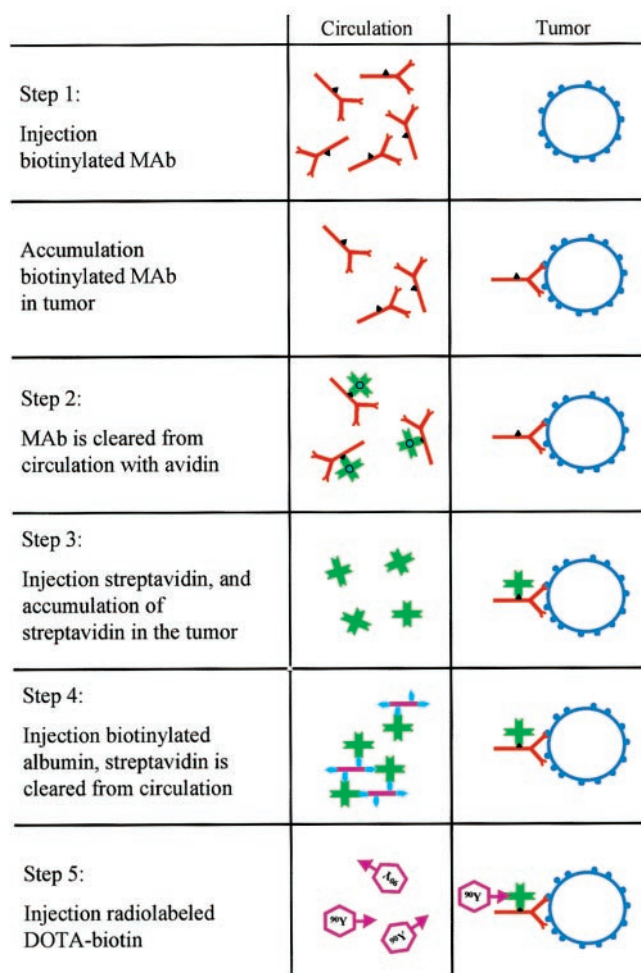 Circulation
Tumor
Step 1:
Injection
biotinylated MAb
Accumulation
biotinylated MAb
in tumor
Step 2:
MAb is cleared from
circulation with avidin
Step 3:
Injection streptavidin, and
accumulation of
streptavidin in the tumor
Step 4:
Injection biotinylated
albumin, streptavidin is
cleared from circulation
Step 5:
Injection radiolabeled
DOTA-biotin
90Y
90Y
90Y
90Y